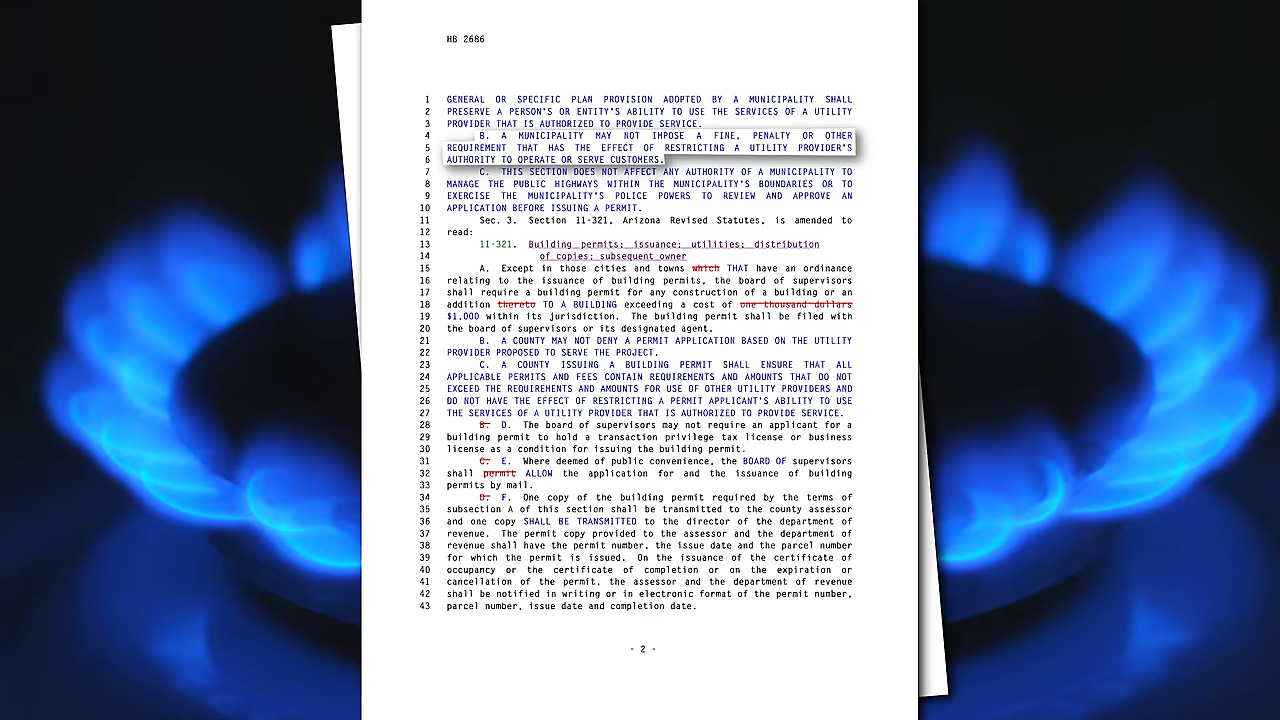 HB 2686
1 GENERAL OR SPECIFIC PLAN PROVISION ADOPTED BY A MUNICIPALITY SHALL
2 PRESERVE A PERSON'S OR ENTITY'S ABILITY TO USE THE SERVICES OF A UTILITY
3 PROVIDER THAT IS AUTHORIZED TO PROVIDE SERVICE.
4 B. A MUNICIPALITY MAY NOT IMPOSE A FINE, PENALTY OR OTHER
5 REQUIREMENT THAT HAS THE EFFECT OF RESTRICTING A UTILITY PROVIDER'S
6 AUTHORITY TO OPERATE OR SERVE CUSTOMERS.
7 C. THIS SECTION DOES NOT AFFECT ANY AUTHORITY OF A MUNICIPALITY TO
8 MANAGE THE PUBLIC HIGHWAYS WITHIN THE MUNICIPALITY'S BOUNDARIES OR TO
9 EXERCISE THE MUNICIPALITY'S POLICE POWERS TO REVIEW AND APPROVE AN
10 APPLICATION BEFORE ISSUING A PERMIT.
11 Sec. 3. Section 11-321, Arizona Revised Statutes, is amended to
12 read:
13 11-321. Building permits; issuance; utilities; distribution
14 of copies; subsequent owner
15 A. Except in those cities and towns which THAT have an ordinance
16 relating to the issuance of building permits, the board of supervisors
17 shall require a building permit for any construction of a building or an
18 addition thereto TO A BUILDING exceeding a cost of one thousand dollars
19 $1,000 within its jurisdiction. The building permit shall be filed with
20 the board of supervisors or its designated agent.
21 B. A COUNTY MAY NOT DENY A PERMIT APPLICATION BASED ON THE UTILITY
22 PROVIDER PROPOSED TO SERVE THE PROJECT.
23 C. A COUNTY ISSUING A BUILDING PERMIT SHALL ENSURE THAT ALL
24 APPLICABLE PERMITS AND FEES CONTAIN REQUIREMENTS AND AMOUNTS THAT DO NOT
25 EXCEED THE REQUIREMENTS AND AMOUNTS FOR USE OF OTHER UTILITY PROVIDERS AND
26 DO NOT HAVE THE EFFECT OF RESTRICTING A PERMIT APPLICANT'S ABILITY TO USE
27 THE SERVICES OF A UTILITY PROVIDER THAT IS AUTHORIZED TO PROVIDE SERVICE.
28 B. D. The board of supervisors may not require an applicant for a
29 building permit to hold a transaction privilege tax license or business
30 license as a condition for issuing the building permit.
31 C. E. Where deemed of public convenience, the BOARD OF supervisors
32 shall permit ALLOW the application for and the issuance of building
33 permits by mail.
34 D. F. One copy of the building permit required by the terms of
35 subsection A of this section shall be transmitted to the county assessor
36 and one copy SHALL BE TRANSMITTED to the director of the department of
37 revenue. The permit copy provided to the assessor and the department of
38 revenue shall have the permit number, the issue date and the parcel number
39 for which the permit is issued. On the issuance of the certificate of
40 occupancy or the certificate of completion or on the expiration or
41 cancellation of the permit, the assessor and the department of revenue
42 shall be notified in writing or in electronic format of the permit number,
43 parcel number, issue date and completion date.
- 2 -